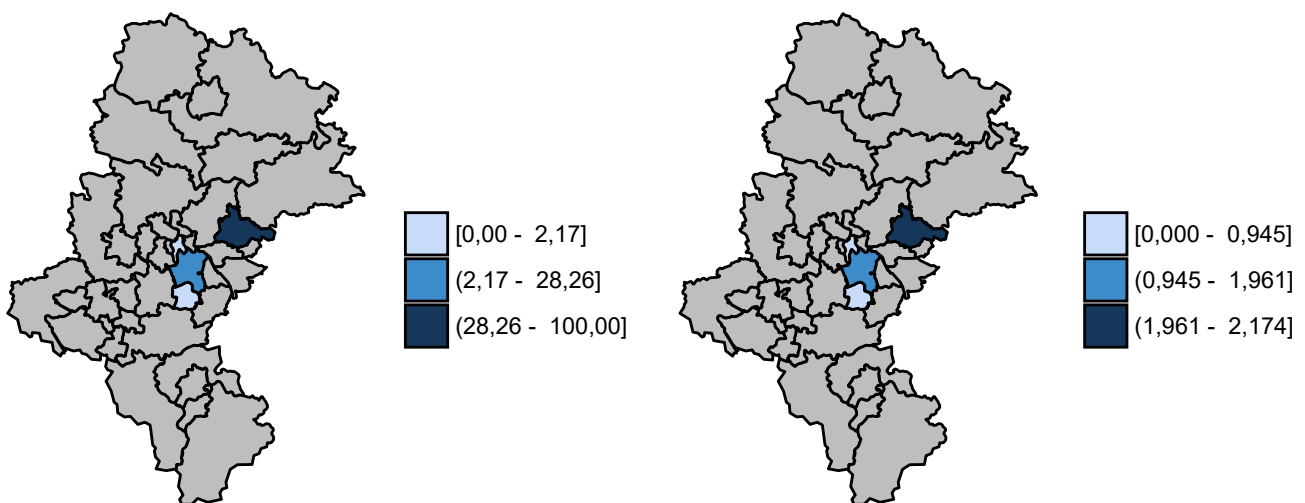 [0,00 - 2,17]
(2,17 - 28,26]
(28,26 - 100,00]
[0,000 - 0,945]
(0,945 - 1,961]
(1,961 - 2,174]